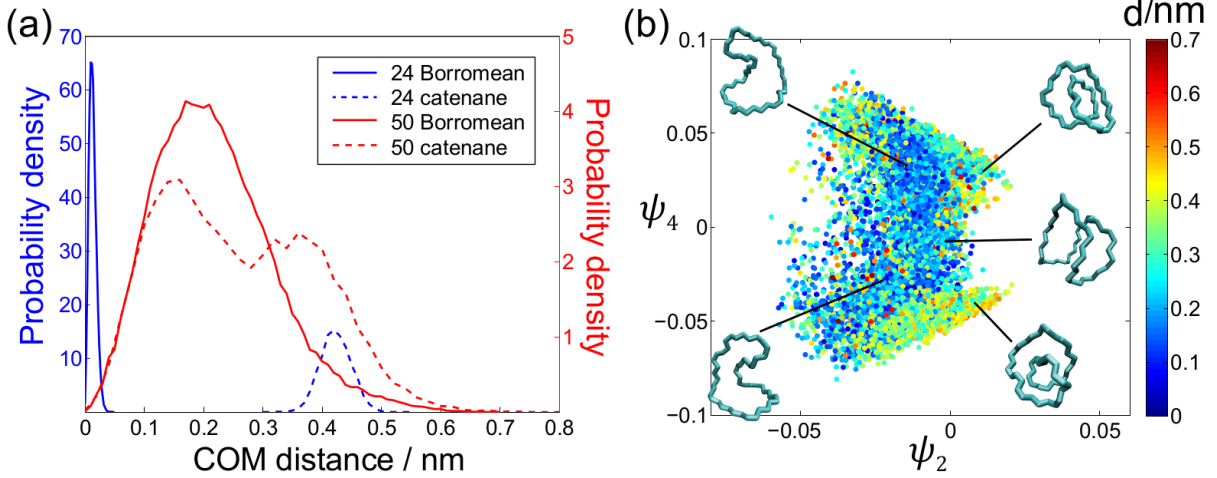 (a)
70
60
50
40
30
20
10
Probability density
5
4
3
2
1
Probability density
24 Borromean
24 catenane
50 Borromean
50 catenane
0 0.1 0.2 0.3 0.4 0.5 0.6 0.7 0.8
COM distance / nm
(b)
0.1
0.05
0
−0.05
−0.1
ψ4
−0.05 0 0.05
ψ2
d/nm
0.7
0.6
0.5
0.4
0.3
0.2
0.1
0